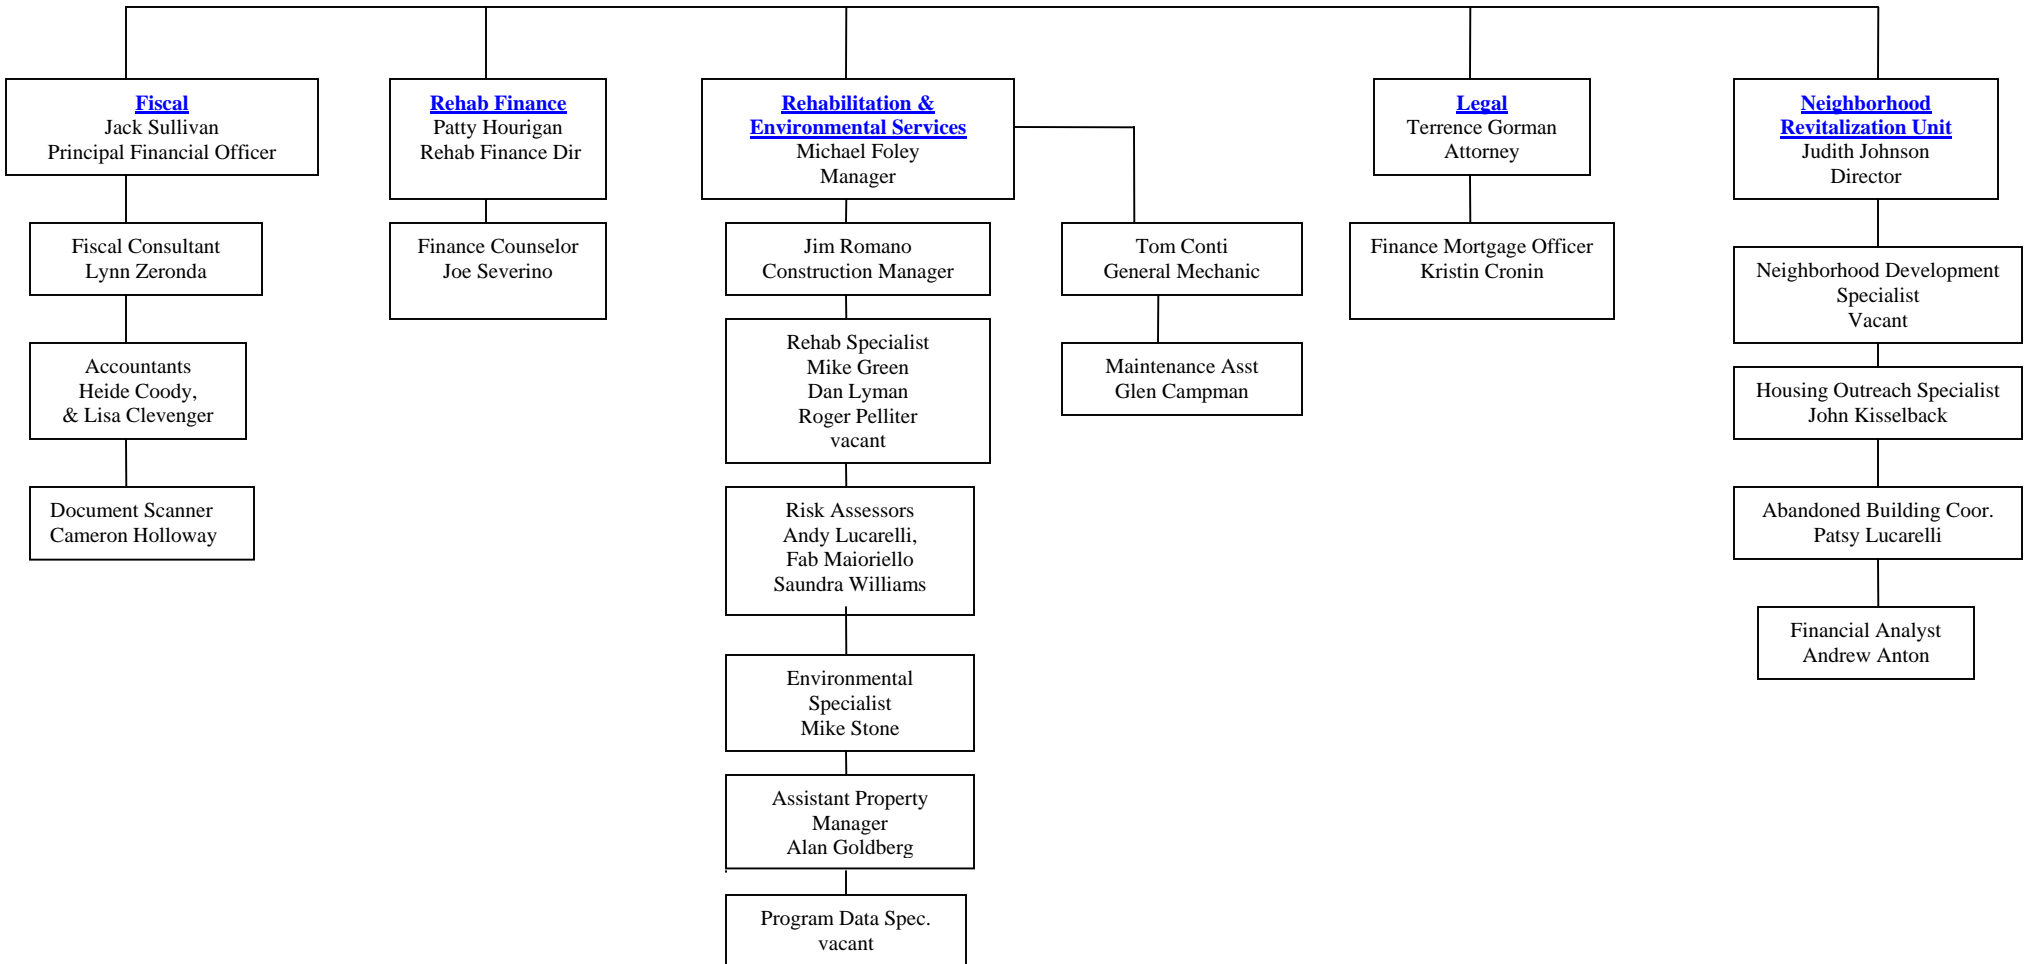 Fiscal
Jack Sullivan
Principal Financial Officer
Fiscal Consultant
Lynn Zeronda
Accountants
Heide Coody,
& Lisa Clevenger
Document Scanner
Cameron Holloway
Rehab Finance
Patty Hourigan
Rehab Finance Dir
Finance Counselor
Joe Severino
Rehabilitation &
Environmental Services
Michael Foley
Manager
Jim Romano
Construction Manager
Rehab Specialist
Mike Green
Dan Lyman
Roger Pelliter
vacant
Risk Assessors
Andy Lucarelli,
Fab Maioriello
Saundra Williams
Environmental
Specialist
Mike Stone
Assistant Property
Manager
Alan Goldberg
Program Data Spec.
vacant
Tom Conti
General Mechanic
Maintenance Asst
Glen Campman
Legal
Terrence Gorman
Attorney
Finance Mortgage Officer
Kristin Cronin
Neighborhood
Revitalization Unit
Judith Johnson
Director
Neighborhood Development
Specialist
Vacant
Housing Outreach Specialist
John Kisselback
Abandoned Building Coor.
Patsy Lucarelli
Financial Analyst
Andrew Anton